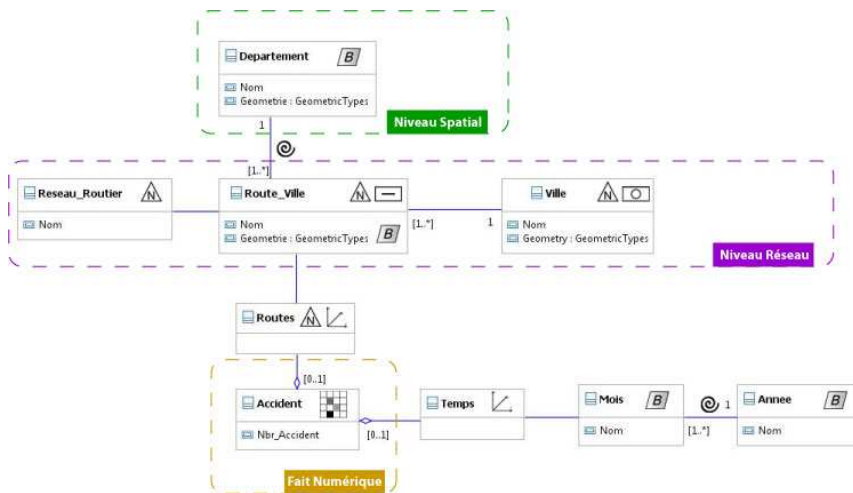 Departement
B
Nom
Geometrie : GeometricTypes
Niveau Spatial
1
[1..*]
Reseau_Routier
N
Nom
Route_Ville
N
Nom
Geometrie : GeometricTypes
B
[1..*]
1
Ville
N
Nom
Geometry : GeometricTypes
Niveau Réseau
Routes
N
[0..1]
Accident
Nbr_Accident
[0..1]
Fait Numérique
Temps
Mois
B
Nom
1
[1..*]
Annee
B
Nom